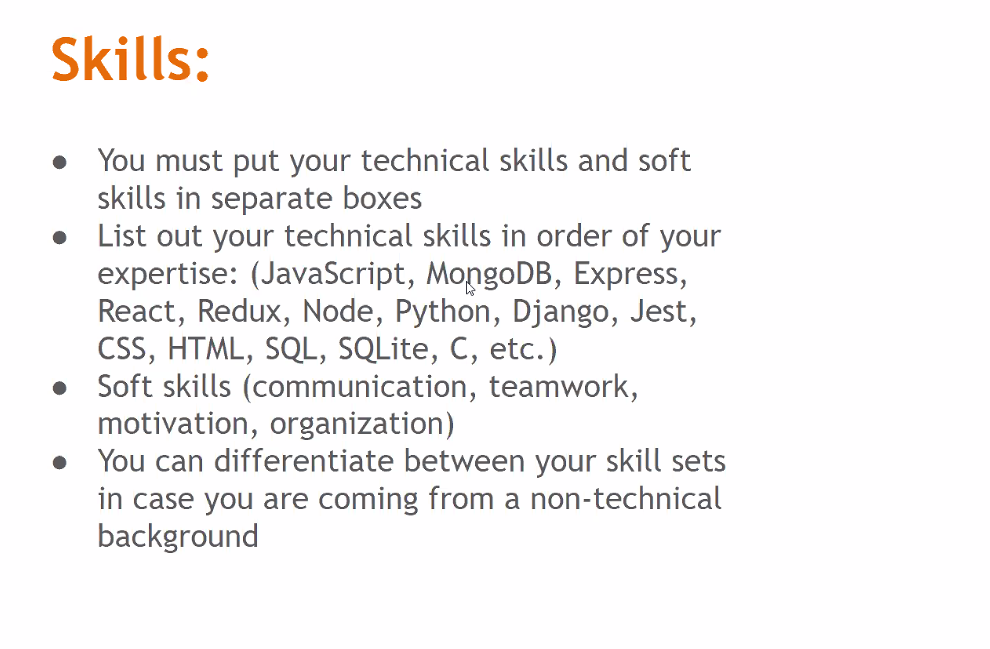 Skills:
● You must put your technical skills and soft
skills in separate boxes
● List out your technical skills in order of your
expertise: (JavaScript, MongoDB, Express,
React, Redux, Node, Python, Django, Jest,
CSS, HTML, SQL, SQLite, C, etc.)
● Soft skills (communication, teamwork,
motivation, organization)
● You can differentiate between your skill sets
in case you are coming from a non-technical
background